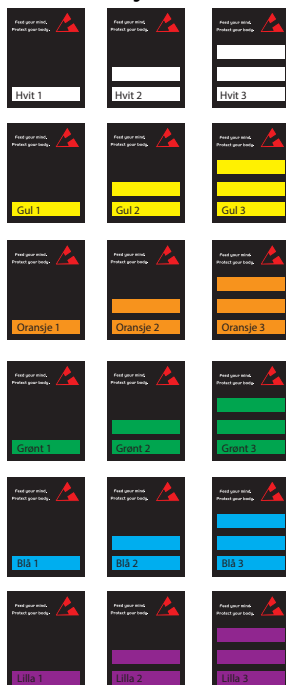 Feed your mind,
Protect your body.
Hvit 1
Feed your mind,
Protect your body.
Hvit 2
Feed your mind,
Protect your body.
Hvit 3
Feed your mind,
Protect your body.
Gul 1
Feed your mind,
Protect your body.
Gul 2
Feed your mind,
Protect your body.
Gul 3
Feed your mind,
Protect your body.
Oransje 1
Feed your mind,
Protect your body.
Oransje 2
Feed your mind,
Protect your body.
Oransje 3
Feed your mind,
Protect your body.
Grønt 1
Feed your mind,
Protect your body.
Grønt 2
Feed your mind,
Protect your body.
Grønt 3
Feed your mind,
Protect your body.
Blå 1
Feed your mind,
Protect your body.
Blå 2
Feed your mind,
Protect your body.
Blå 3
Feed your mind,
Protect your body.
Lilla 1
Feed your mind,
Protect your body.
Lilla 2
Feed your mind,
Protect your body.
Lilla 3